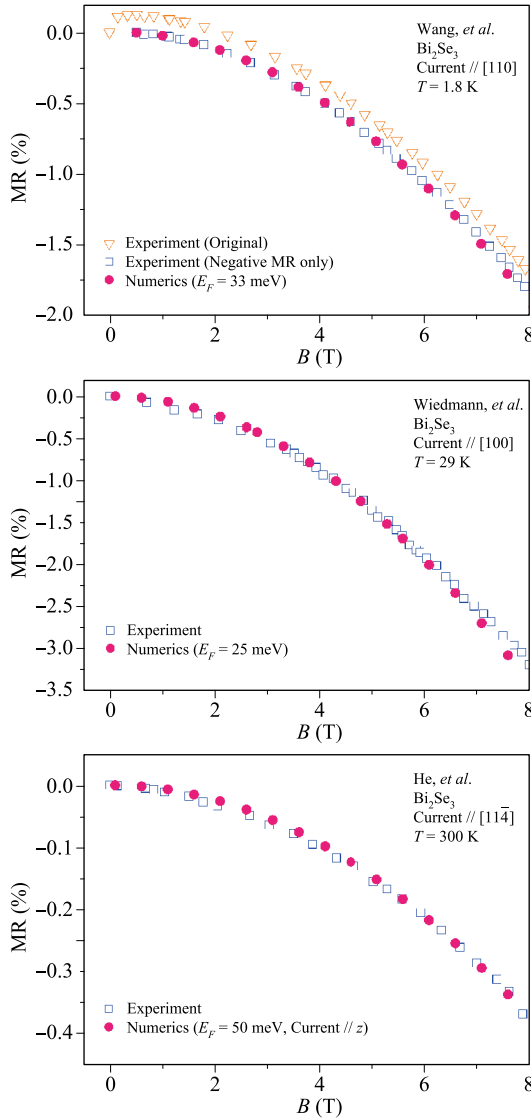 0.0
−0.5
−1.0
−1.5
−2.0
MR (%)
Wang, et al.
Bi₂Se₃
Current // [110]
T = 1.8 K
Experiment (Original)
Experiment (Negative MR only)
Numerics (E_F = 33 meV)
0 2 4 6 8
B (T)
0.0
−0.5
−1.0
−1.5
−2.0
−2.5
−3.0
−3.5
MR (%)
Wiedmann, et al.
Bi₂Se₃
Current // [100]
T = 29 K
Experiment
Numerics (E_F = 25 meV)
0 2 4 6 8
B (T)
0.0
−0.1
−0.2
−0.3
−0.4
MR (%)
He, et al.
Bi₂Se₃
Current // [114̅]
T = 300 K
Experiment
Numerics (E_F = 50 meV, Current // z)
0 2 4 6 8
B (T)